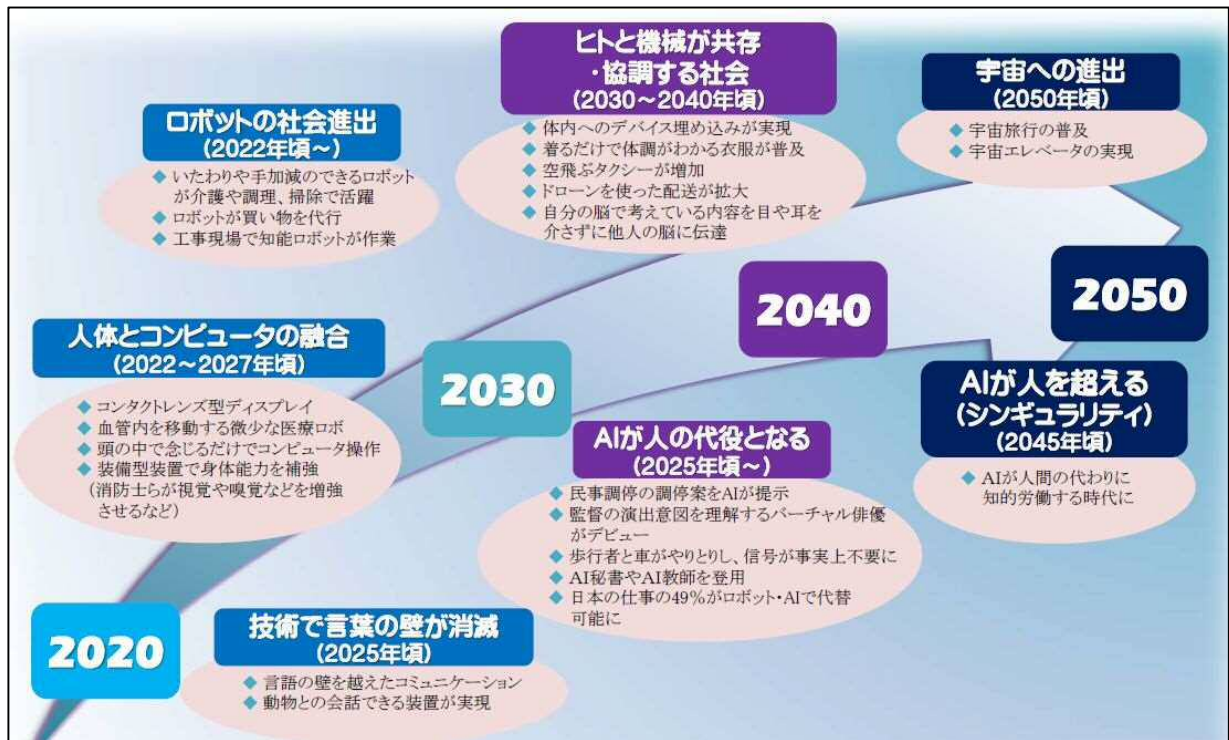 ヒトと機械が共存
・協調する社会
(2030～2040年頃)
◆ 体内へのデバイス埋め込みが実現
◆ 着るだけで体調がわかる衣服が普及
◆ 空飛ぶタクシーが増加
◆ ドローンを使った配送が拡大
◆ 自分の脳で考えている内容を目や耳を
介さずに他人の脳に伝達
宇宙への進出
(2050年頃)
◆ 宇宙旅行の普及
◆ 宇宙エレベータの実現
ロボットの社会進出
(2022年頃～)
◆ いたわりや手加減のできるロボット
が介護や調理、掃除で活躍
◆ ロボットが買い物を代行
◆ 工事現場で知能ロボットが作業
2040
2050
人体とコンピュータの融合
(2022～2027年頃)
◆ コンタクトレンズ型ディスプレイ
◆ 血管内を移動する微少な医療ロボ
◆ 頭の中で念じるだけでコンピュータ操作
◆ 装備型装置で身体能力を補強
(消防士らが視覚や嗅覚などを増強
させるなど)
2030
AIが人の代役となる
(2025年頃～)
◆ 民事調停の調停案をAIが提示
◆ 監督の演出意図を理解するバーチャル俳優
がデビュー
◆ 歩行者と車がやりとりし、信号が事実上不要に
◆ AI秘書やAI教師を登用
◆ 日本の仕事の49%がロボット・AIで代替
可能に
AIが人を超える
(シンギュラリティ)
(2045年頃)
◆ AIが人間の代わりに
知的労働する時代に
2020
技術で言葉の壁が消滅
(2025年頃)
◆ 言語の壁を越えたコミュニケーション
◆ 動物との会話できる装置が実現